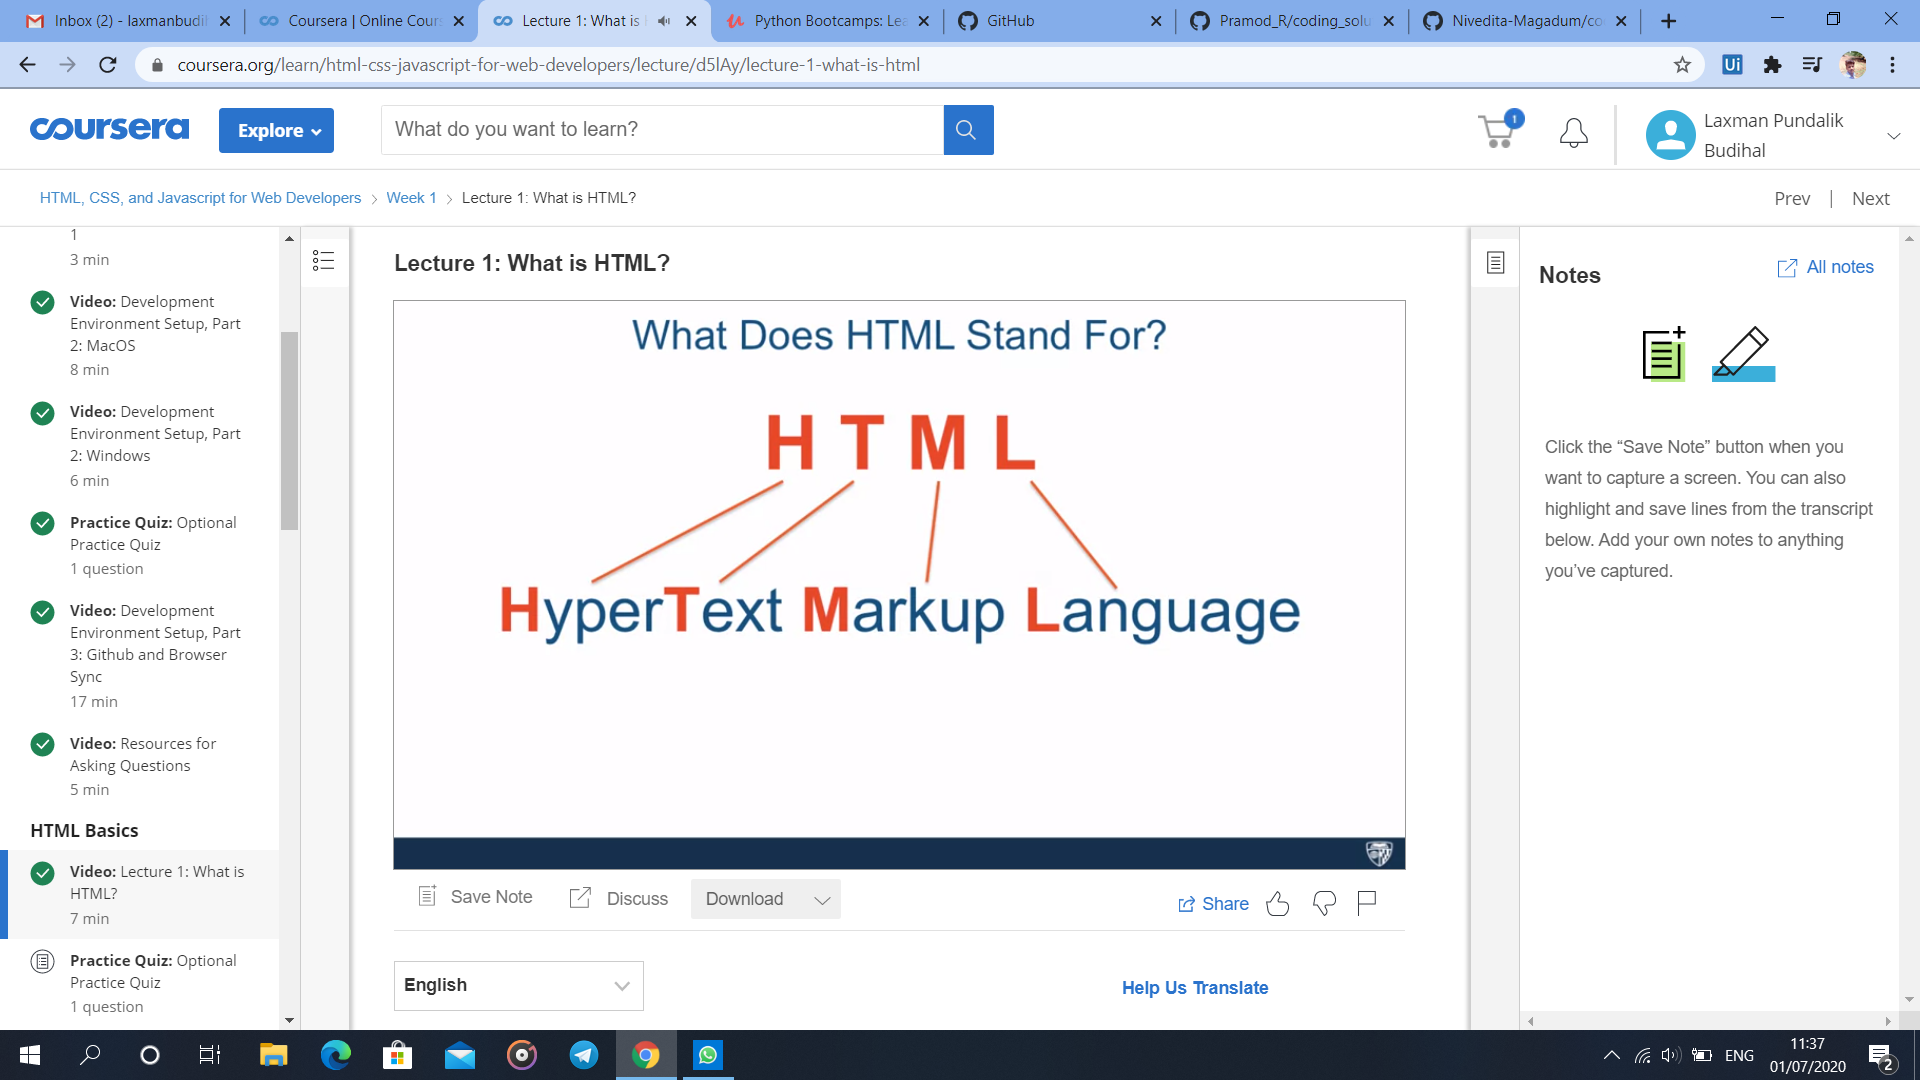 Inbox (2) - laxmanbudi
Coursera | Online Cour
Lecture 1: What is
Python Bootcamps: Le
GitHub
Pramod_R/coding_solu
Nivedita-Magadum/co
coursera.org/learn/html-css-javascript-for-web-developers/lecture/d5lAy/lecture-1-what-is-html
Ui
coursera
Explore
What do you want to learn?
1
Laxman Pundalik
Budihal
HTML, CSS, and Javascript for Web Developers > Week 1 > Lecture 1: What is HTML?
Prev | Next
1
3 min
Video: Development
Environment Setup, Part
2: MacOS
8 min
Video: Development
Environment Setup, Part
2: Windows
6 min
Practice Quiz: Optional
Practice Quiz
1 question
Video: Development
Environment Setup, Part
3: Github and Browser
Sync
17 min
Video: Resources for
Asking Questions
5 min
HTML Basics
Video: Lecture 1: What is
HTML?
7 min
Practice Quiz: Optional
Practice Quiz
1 question
Lecture 1: What is HTML?
What Does HTML Stand For?
H T M L
HyperText Markup Language
Save Note
Discuss
Download
Share
English
Help Us Translate
Notes
All notes
Click the “Save Note” button when you
want to capture a screen. You can also
highlight and save lines from the transcript
below. Add your own notes to anything
you’ve captured.
ENG
11:37
01/07/2020
2